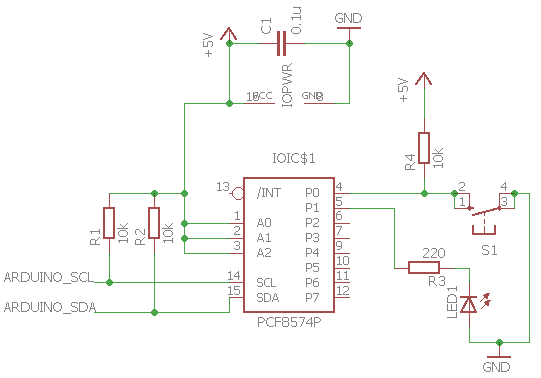 C1
0.1u
GND
+5V
16
VCC
GND
8
IOPWR
+5V
R4
10k
IOIC$1
13
/INT
P0
4
P1
5
1
A0
P2
6
2
A1
P3
7
3
A2
P4
9
P5
10
14
SCL
P6
11
15
SDA
P7
12
PCF8574P
R1
10k
R2
10k
ARDUINO_SCL
ARDUINO_SDA
2
1
4
3
S1
220
R3
LED1
GND